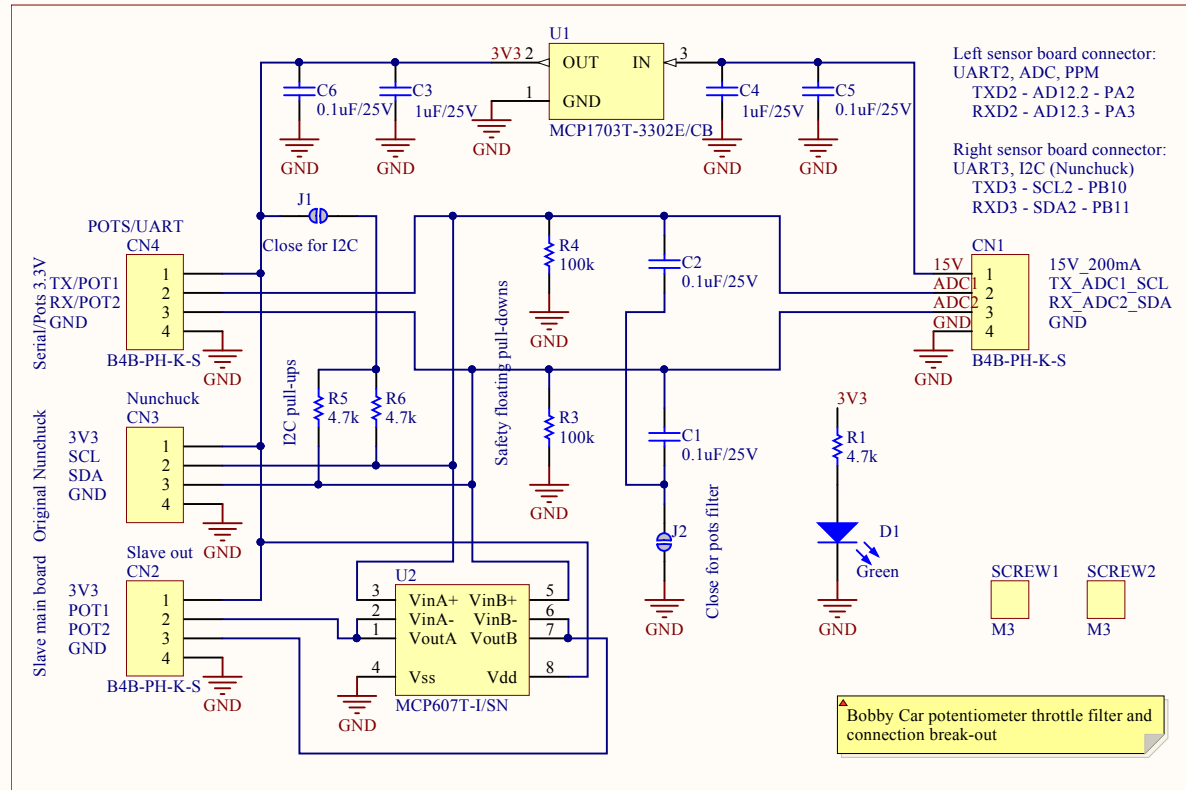 U1
3V3 2 OUT IN 3
1 GND
MCP1703T-3302E/CB
C6
0.1uF/25V
C3
1uF/25V
C4
1uF/25V
C5
0.1uF/25V
GND
GND
GND
GND
GND
Left sensor board connector:
UART2, ADC, PPM
TXD2 - AD12.2 - PA2
RXD2 - AD12.3 - PA3
Right sensor board connector:
UART3, I2C (Nunchuck)
TXD3 - SCL2 - PB10
RXD3 - SDA2 - PB11
J1
Close for I2C
POTS/UART
CN4
Serial/Pots 3.3V
1
TX/POT1 2
RX/POT2 3
GND 4
B4B-PH-K-S
GND
R4
100k
GND
C2
0.1uF/25V
CN1
15V 1 15V_200mA
ADC1 2 TX_ADC1_SCL
ADC2 3 RX_ADC2_SDA
GND 4 GND
B4B-PH-K-S
GND
I2C pull-ups
R5
4.7k
R6
4.7k
Safety floating pull-downs
R3
100k
GND
C1
0.1uF/25V
J2
Close for pots filter
GND
3V3
R1
4.7k
D1
Green
GND
Nunchuck
CN3
Original Nunchuck
3V3 1
SCL 2
SDA 3
GND 4
GND
Slave out
CN2
Slave main board
3V3 1
POT1 2
POT2 3
GND 4
B4B-PH-K-S
GND
U2
3 VinA+ VinB+ 5
2 VinA- VinB- 6
1 VoutA VoutB 7
4 Vss Vdd 8
MCP607T-I/SN
GND
SCREW1
M3
SCREW2
M3
Bobby Car potentiometer throttle filter and
connection break-out